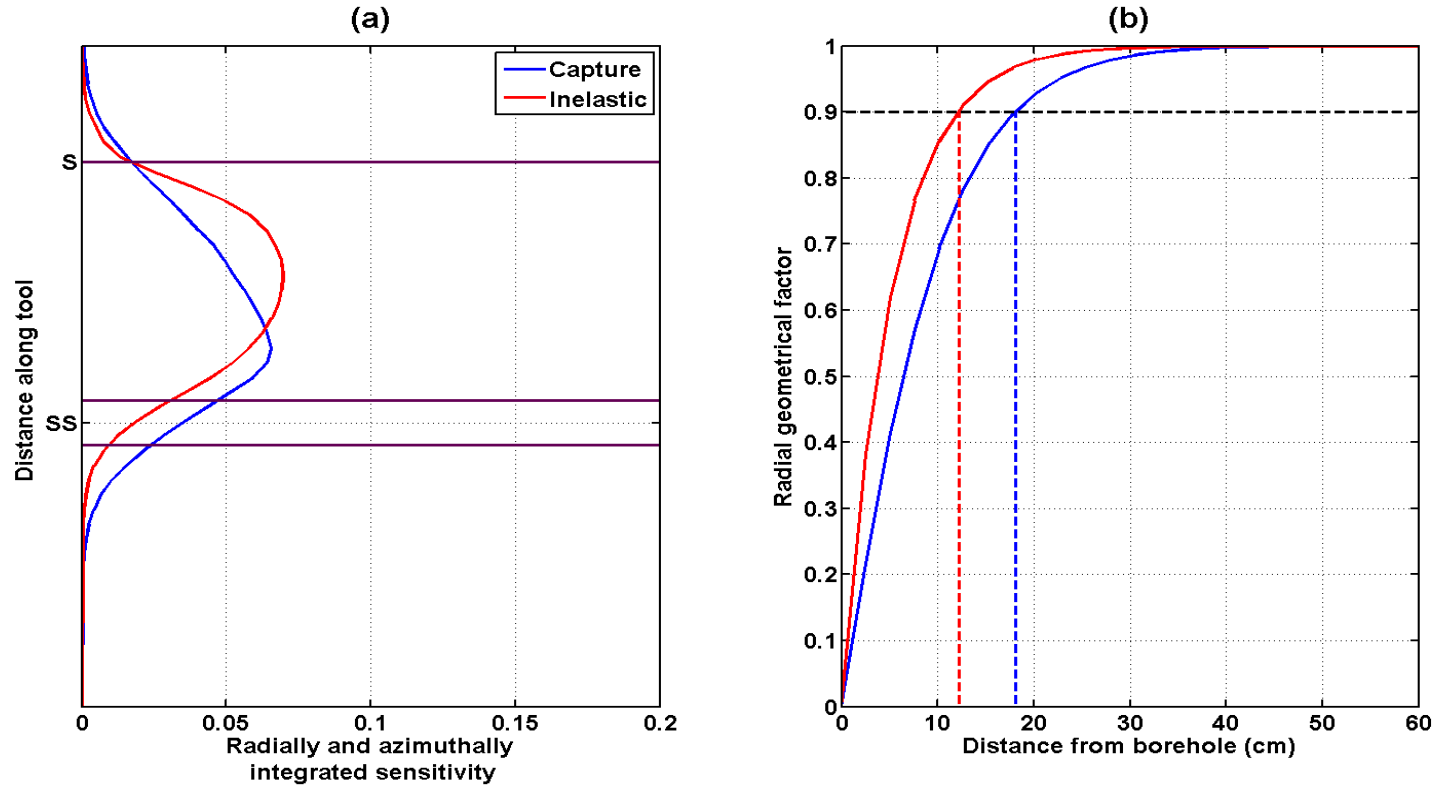 (a)
Capture
Inelastic
S
SS
Distance along tool
0
0.05
0.1
0.15
0.2
Radially and azimuthally
integrated sensitivity
(b)
1
0.9
0.8
0.7
0.6
0.5
0.4
0.3
0.2
0.1
0
Radial geometrical factor
0
10
20
30
40
50
60
Distance from borehole (cm)